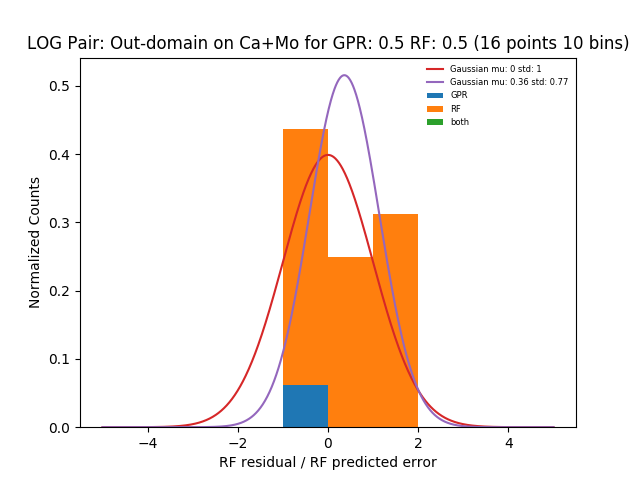 LOG Pair: Out-domain on Ca+Mo for GPR: 0.5 RF: 0.5 (16 points 10 bins)
Gaussian mu: 0 std: 1
Gaussian mu: 0.36 std: 0.77
GPR
RF
both
Normalized Counts
0.5
0.4
0.3
0.2
0.1
0.0
−4 −2 0 2 4
RF residual / RF predicted error